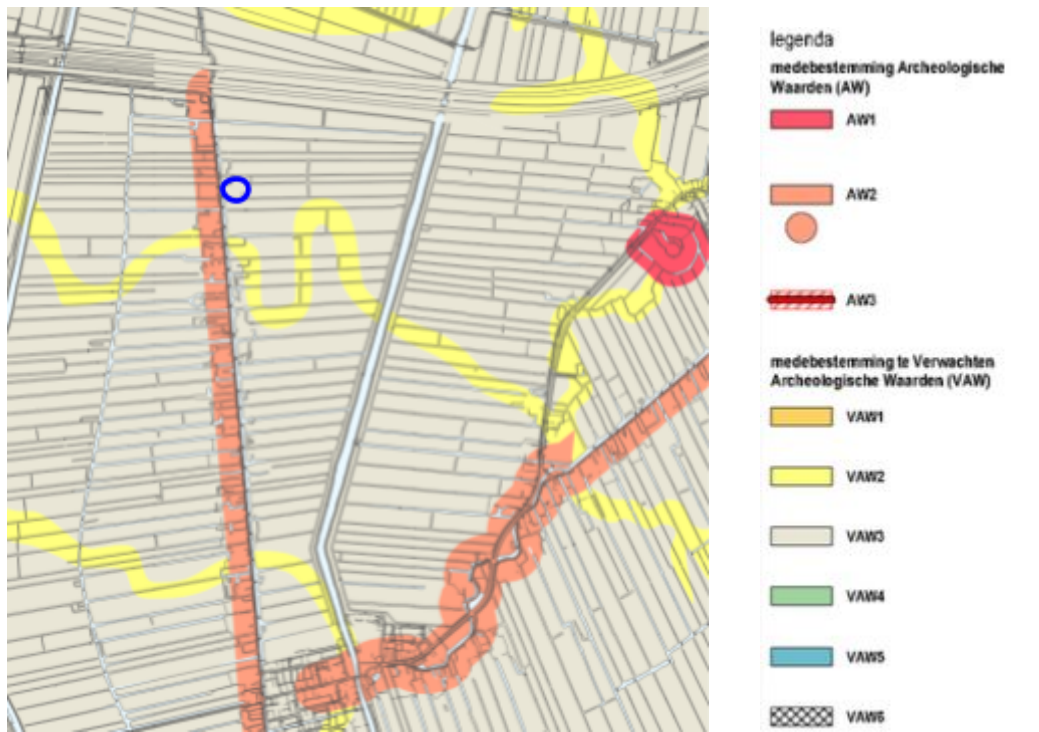 legenda
medebestemming Archeologische
Waarden (AW)
AW1
AW2
AW3
medebestemming te Verwachten
Archeologische Waarden (VAW)
VAW1
VAW2
VAW3
VAW4
VAW5
VAW6